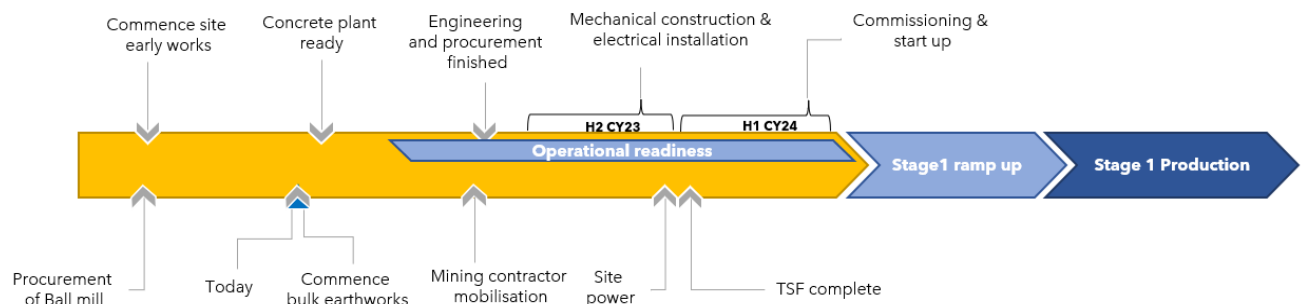 Commence site
early works
Concrete plant
ready
Engineering
and procurement
finished
Mechanical construction &
electrical installation
Commissioning &
start up
H2 CY23
H1 CY24
Operational readiness
Stage1 ramp up
Stage 1 Production
Procurement
of Ball mill
Today
Commence
bulk earthworks
Mining contractor
mobilisation
Site
power
TSF complete